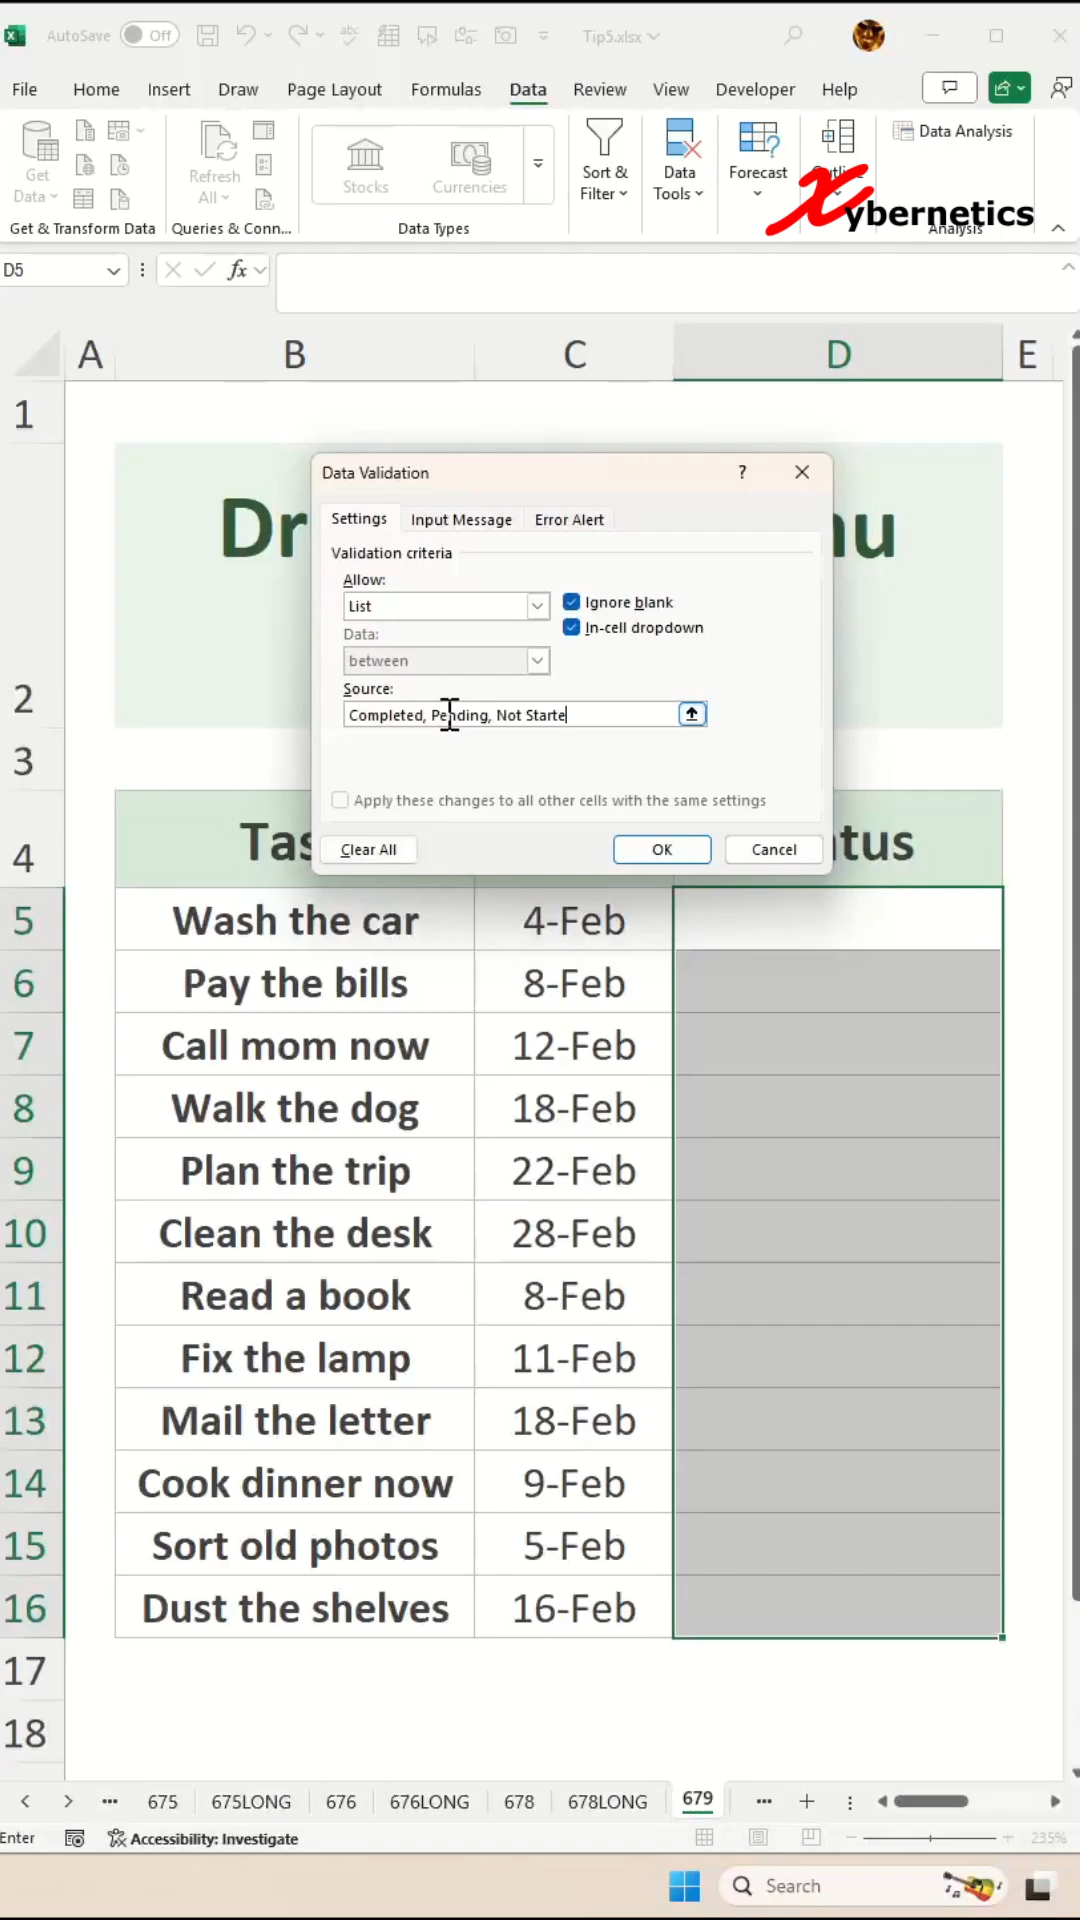 AutoSave Off Tip5.xlsx
File Home Insert Draw Page Layout Formulas Data Review View Developer Help
Get Data
Refresh All
Stocks
Currencies
Sort & Filter
Data Tools
Forecast
Data Analysis
Xybernetics
Get & Transform Data Queries & Conn... Data Types Analysis
D5 fx
A B C D E
1
Data Validation ?
Settings Input Message Error Alert
Validation criteria
Allow:
List
Ignore blank
Data:
In-cell dropdown
between
Source:
Completed, Pending, Not Starte
Apply these changes to all other cells with the same settings
Clear All OK Cancel
Dr nu
2
3
4 Tas tus
5 Wash the car 4-Feb
6 Pay the bills 8-Feb
7 Call mom now 12-Feb
8 Walk the dog 18-Feb
9 Plan the trip 22-Feb
10 Clean the desk 28-Feb
11 Read a book 8-Feb
12 Fix the lamp 11-Feb
13 Mail the letter 18-Feb
14 Cook dinner now 9-Feb
15 Sort old photos 5-Feb
16 Dust the shelves 16-Feb
17
18
675 675LONG 676 676LONG 678 678LONG 679
Enter Accessibility: Investigate 235%
Search